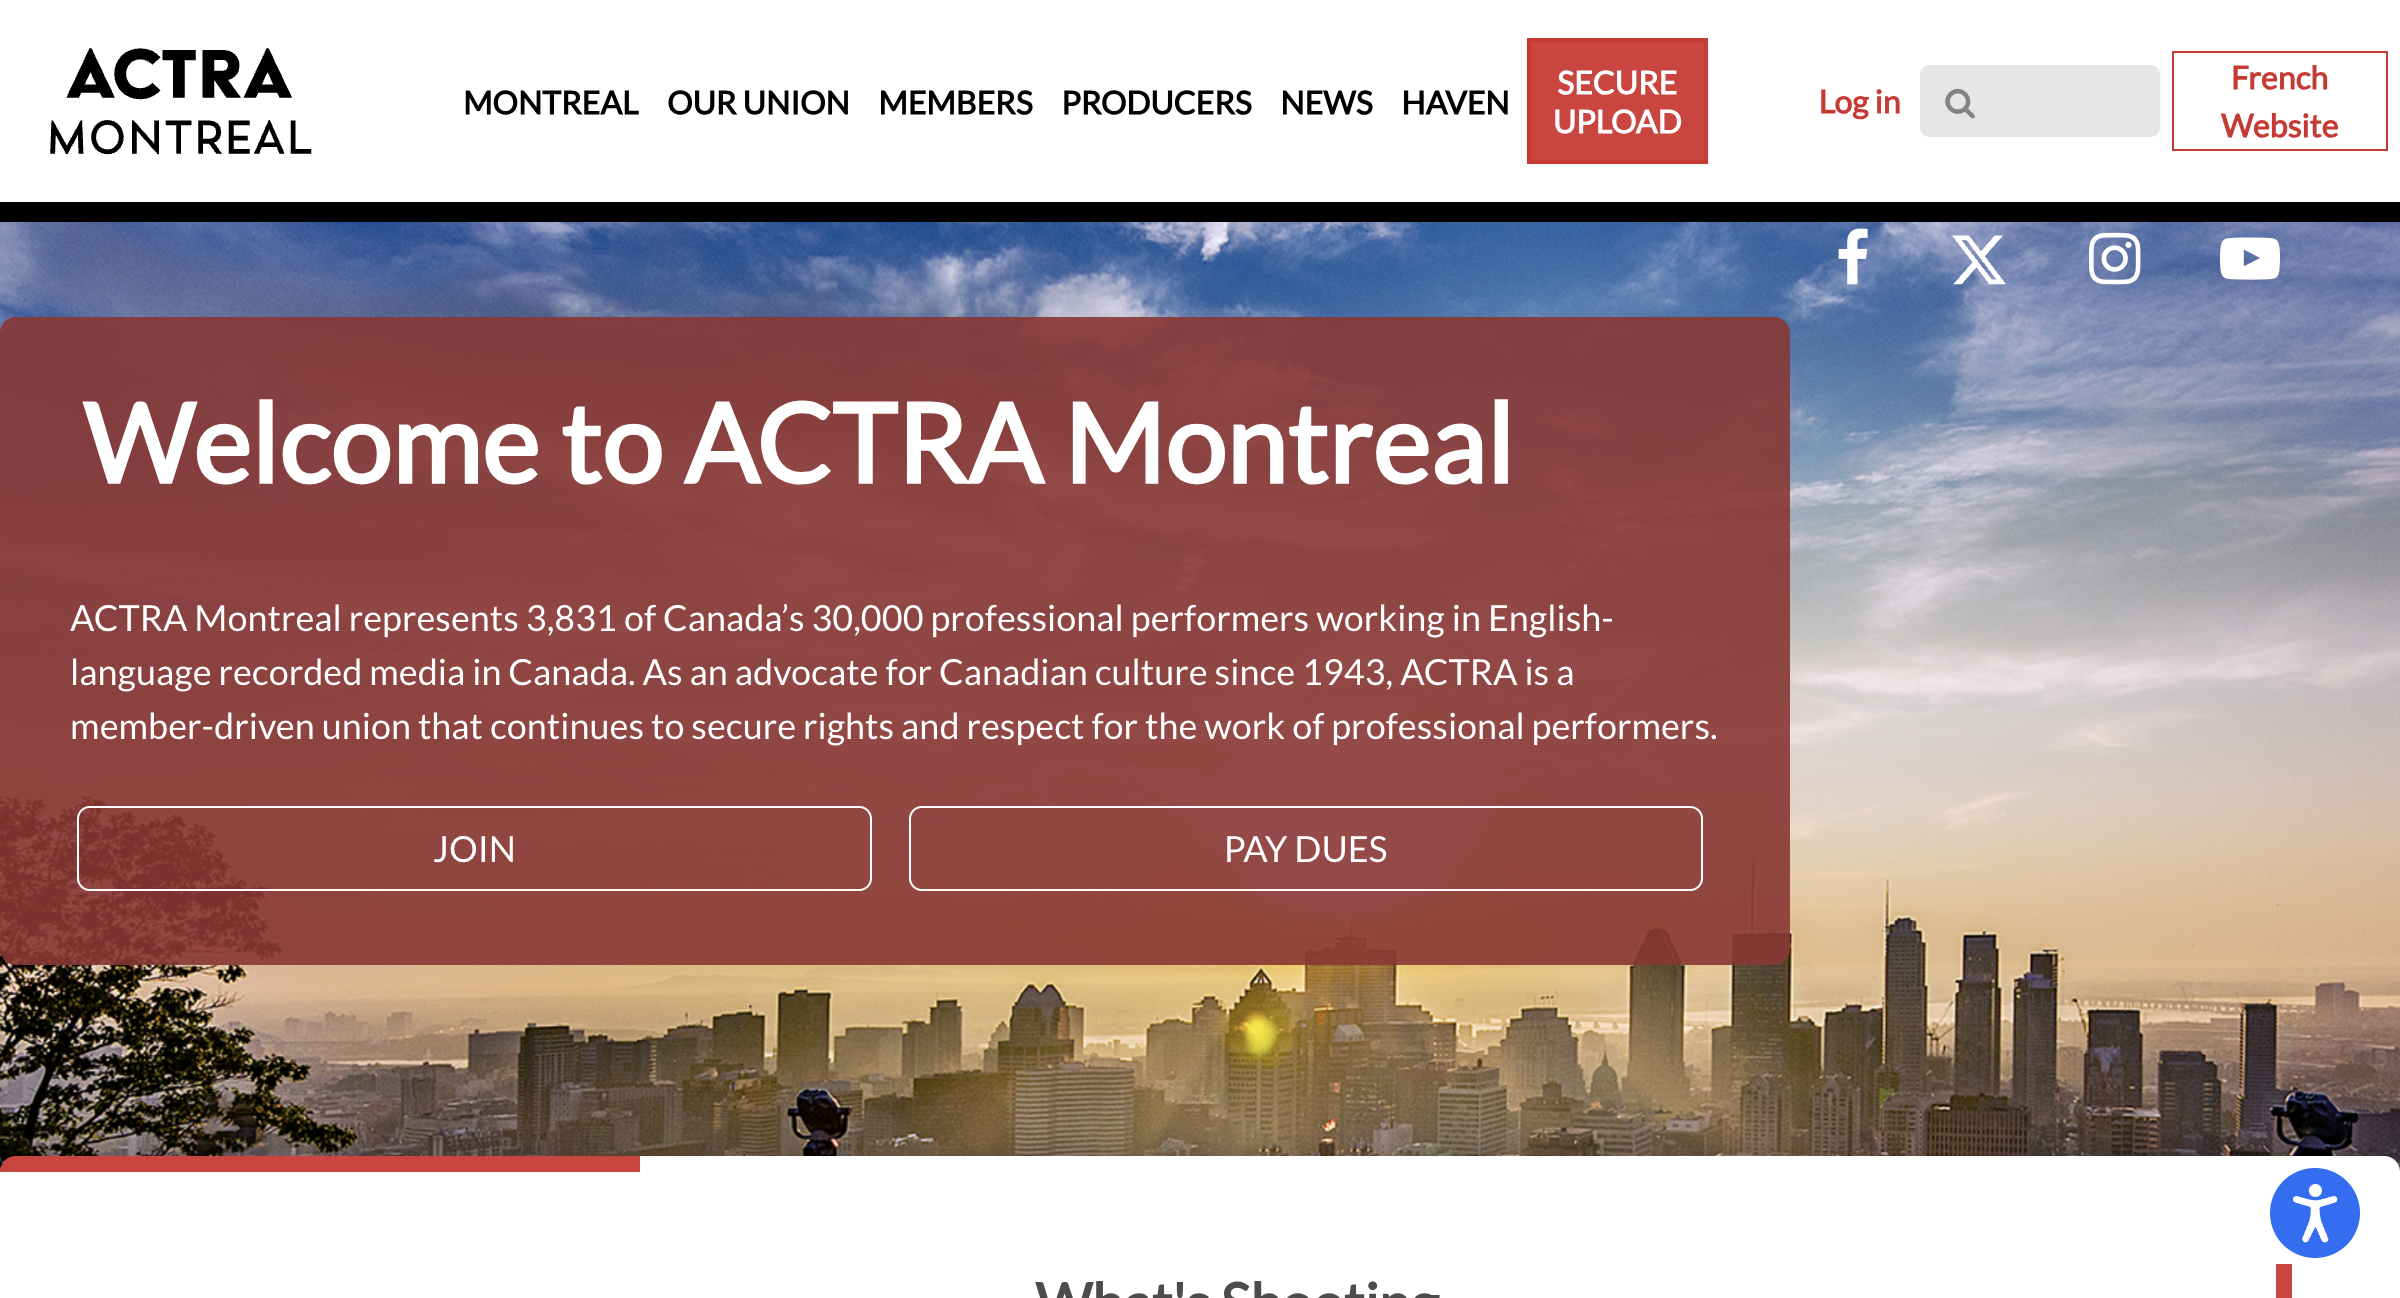 ACTRA
MONTREAL
MONTREAL OUR UNION MEMBERS PRODUCERS NEWS HAVEN
SECURE
UPLOAD
Log in
French
Website
Welcome to ACTRA Montreal
ACTRA Montreal represents 3,831 of Canada’s 30,000 professional performers working in English-
language recorded media in Canada. As an advocate for Canadian culture since 1943, ACTRA is a
member-driven union that continues to secure rights and respect for the work of professional performers.
JOIN
PAY DUES
What's Shooting